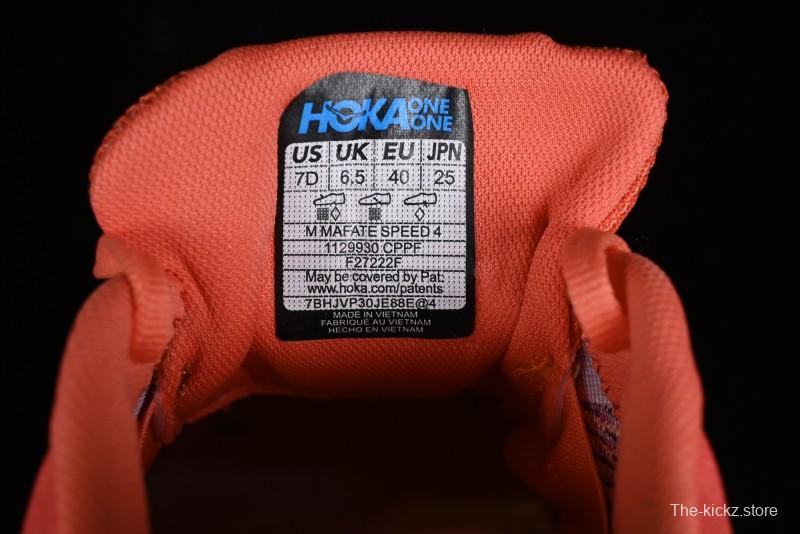 HOKA ONE ONE
US UK EU JPN
7D 6.5 40 25
M MAFATE SPEED 4
1129930 CPPF
F27222F
May be covered by Pat.
www.hoka.com/patents
7BHJVP30JE88E@4
MADE IN VIETNAM
FABRIQUÉ AU VIETNAM
HECHO EN VIETNAM
The-kickz.store